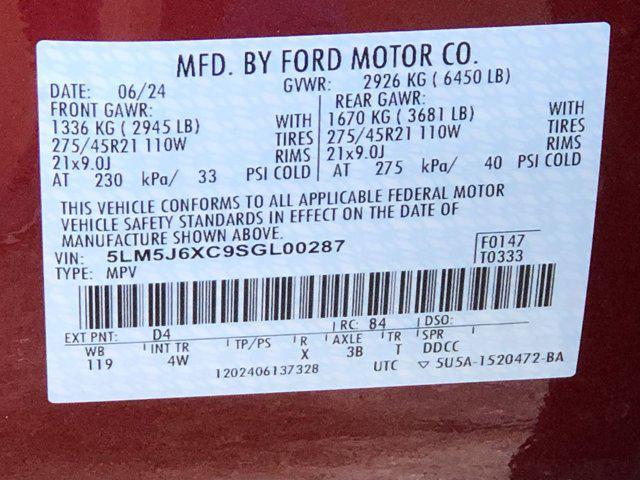 MFD. BY FORD MOTOR CO.
DATE: 06/24 GVWR: 2926 KG ( 6450 LB)
FRONT GAWR: REAR GAWR:
1336 KG ( 2945 LB) WITH 1670 KG ( 3681 LB) WITH
275/45R21 110W TIRES 275/45R21 110W TIRES
21x9.0J RIMS 21x9.0J RIMS
AT 230 kPa/ 33 PSI COLD AT 275 kPa/ 40 PSI COLD
THIS VEHICLE CONFORMS TO ALL APPLICABLE FEDERAL MOTOR
VEHICLE SAFETY STANDARDS IN EFFECT ON THE DATE OF
MANUFACTURE SHOWN ABOVE.
VIN: 5LM5J6XC9SGL00287 F0147
TYPE: MPV T0333
EXT PNT: D4 RC: 84 DSO:
WB INT TR TP/PS R AXLE TR SPR
119 4W X 3B T DDCC
1202406137328 UTC ▽ 5U5A-1520472-BA